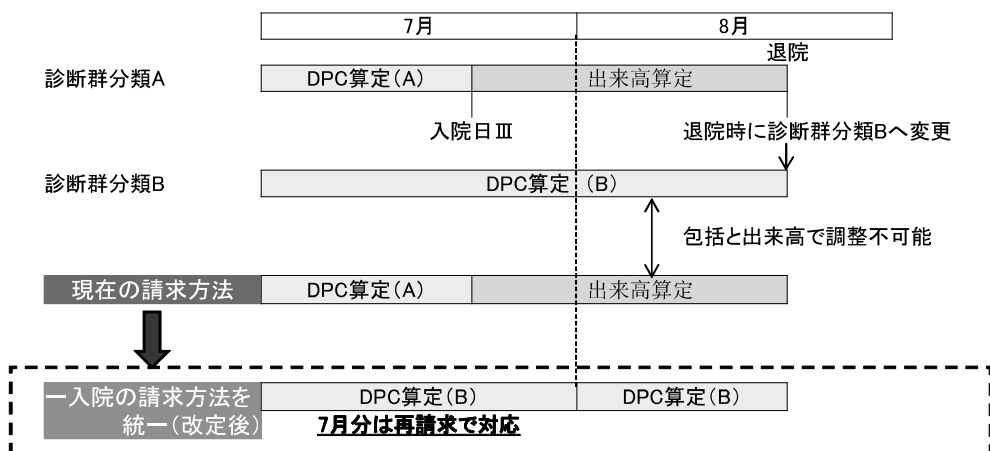 7月 8月
退院
診断群分類A DPC算定(A) 出来高算定
入院日Ⅲ 退院時に診断群分類Bへ変更
診断群分類B DPC算定 (B)
包括と出来高で調整不可能
現在の請求方法 DPC算定(A) 出来高算定
一入院の請求方法を DPC算定(B) DPC算定(B)
統一(改定後) 7月分は再請求で対応